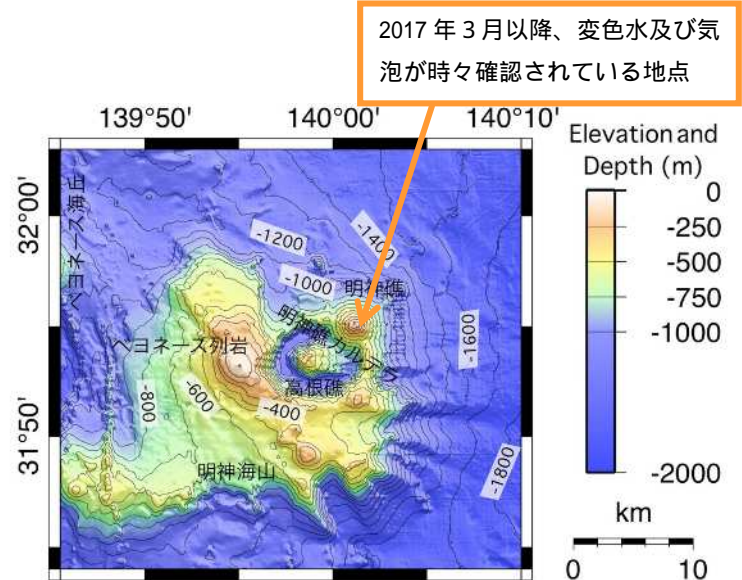 2017 年 3 月以降、変色水及び気
泡が時々確認されている地点
139°50' 140°00' 140°10'
Elevation and
Depth (m)
0
-250
-500
-750
-1000
-2000
km
0 10
32°00'
31°50'
ベヨネース海丘
-1200
-1400
-1000
明神礁
明神礁カルデラ
ベヨネース列岩
-1600
高根礁
-800
-600
-400
明神海山
-1800